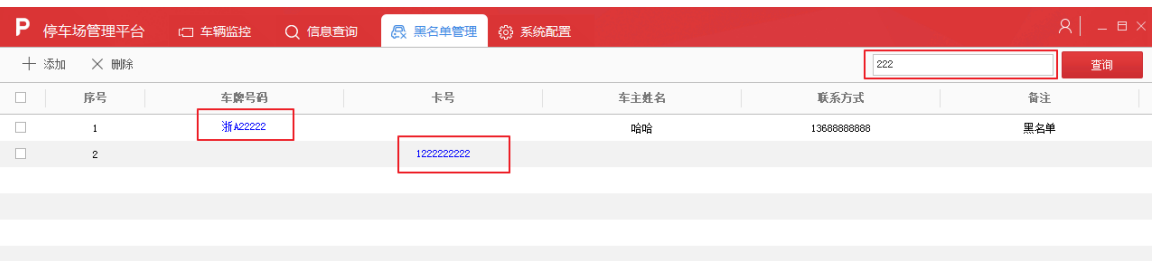 P 停车场管理平台 车辆监控 信息查询 黑名单管理 系统配置
添加 删除 222 查询
序号 车牌号码 卡号 车主姓名 联系方式 备注
1 浙A22222 哈哈 13688888888 黑名单
2 1222222222